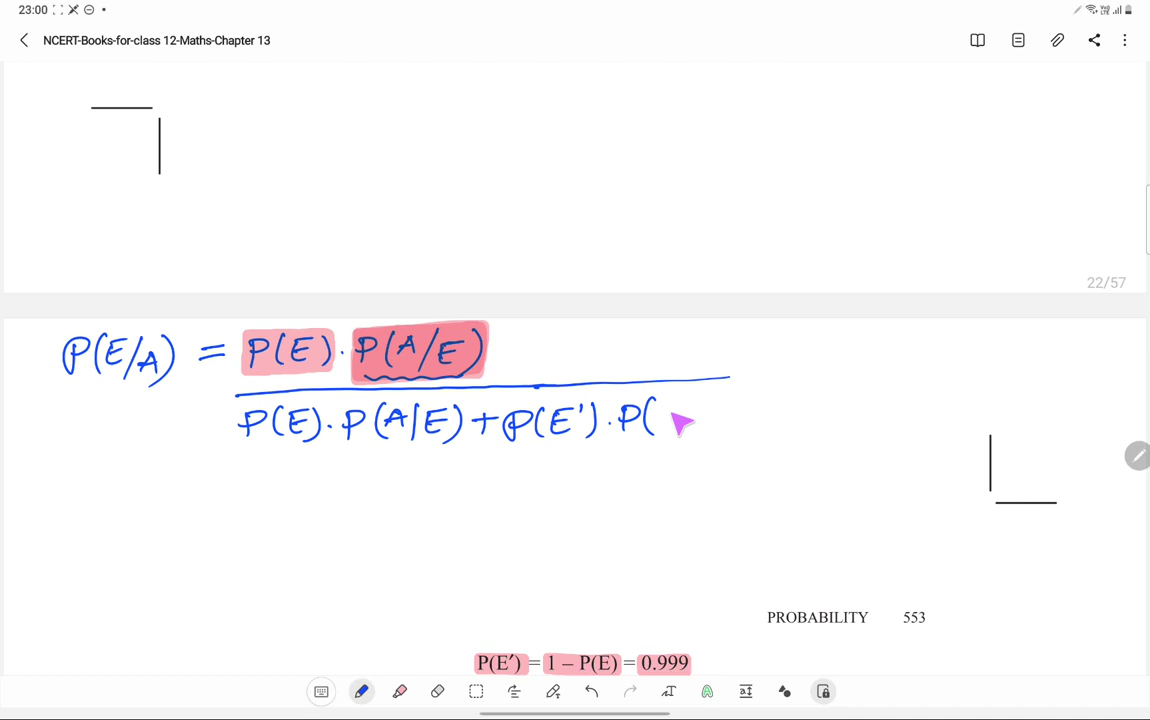 23:00
NCERT-Books-for-class 12-Maths-Chapter 13
22/57
P(E/A) = P(E) . P(A/E)
P(E) . P(A/E) + P(E') . P(
PROBABILITY 553
P(E′) = 1 – P(E) = 0.999